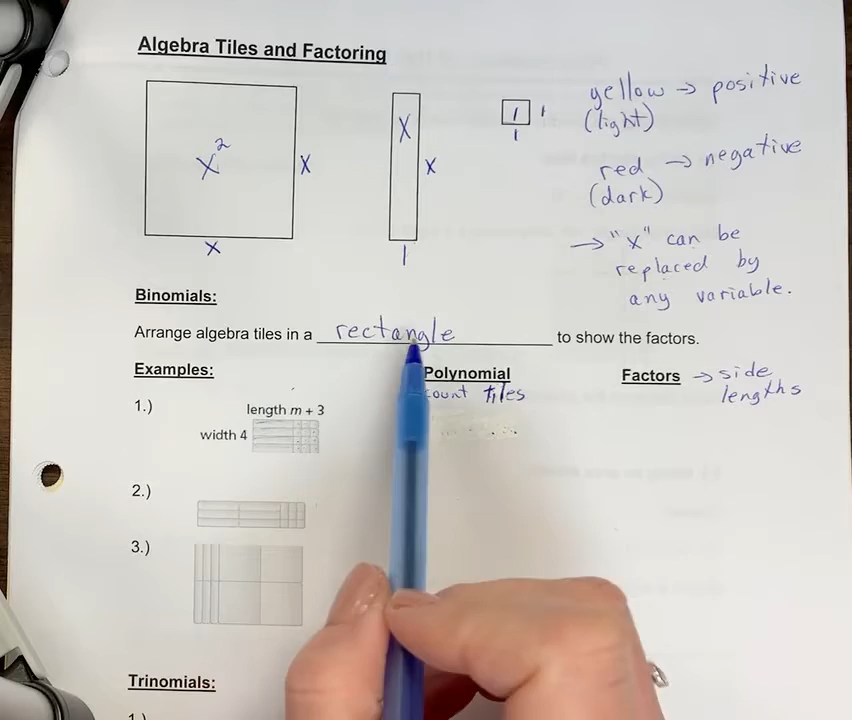 Algebra Tiles and Factoring
x²
x
x
x
x
1
1
1
1
yellow → positive
(light)
red → negative
(dark)
→ "x" can be
replaced by
any variable.
Binomials:
Arrange algebra tiles in a rectangle to show the factors.
Examples:
Polynomial
count tiles
Factors → side
lengths
1.)
length m + 3
width 4
2.)
3.)
Trinomials:
1.)